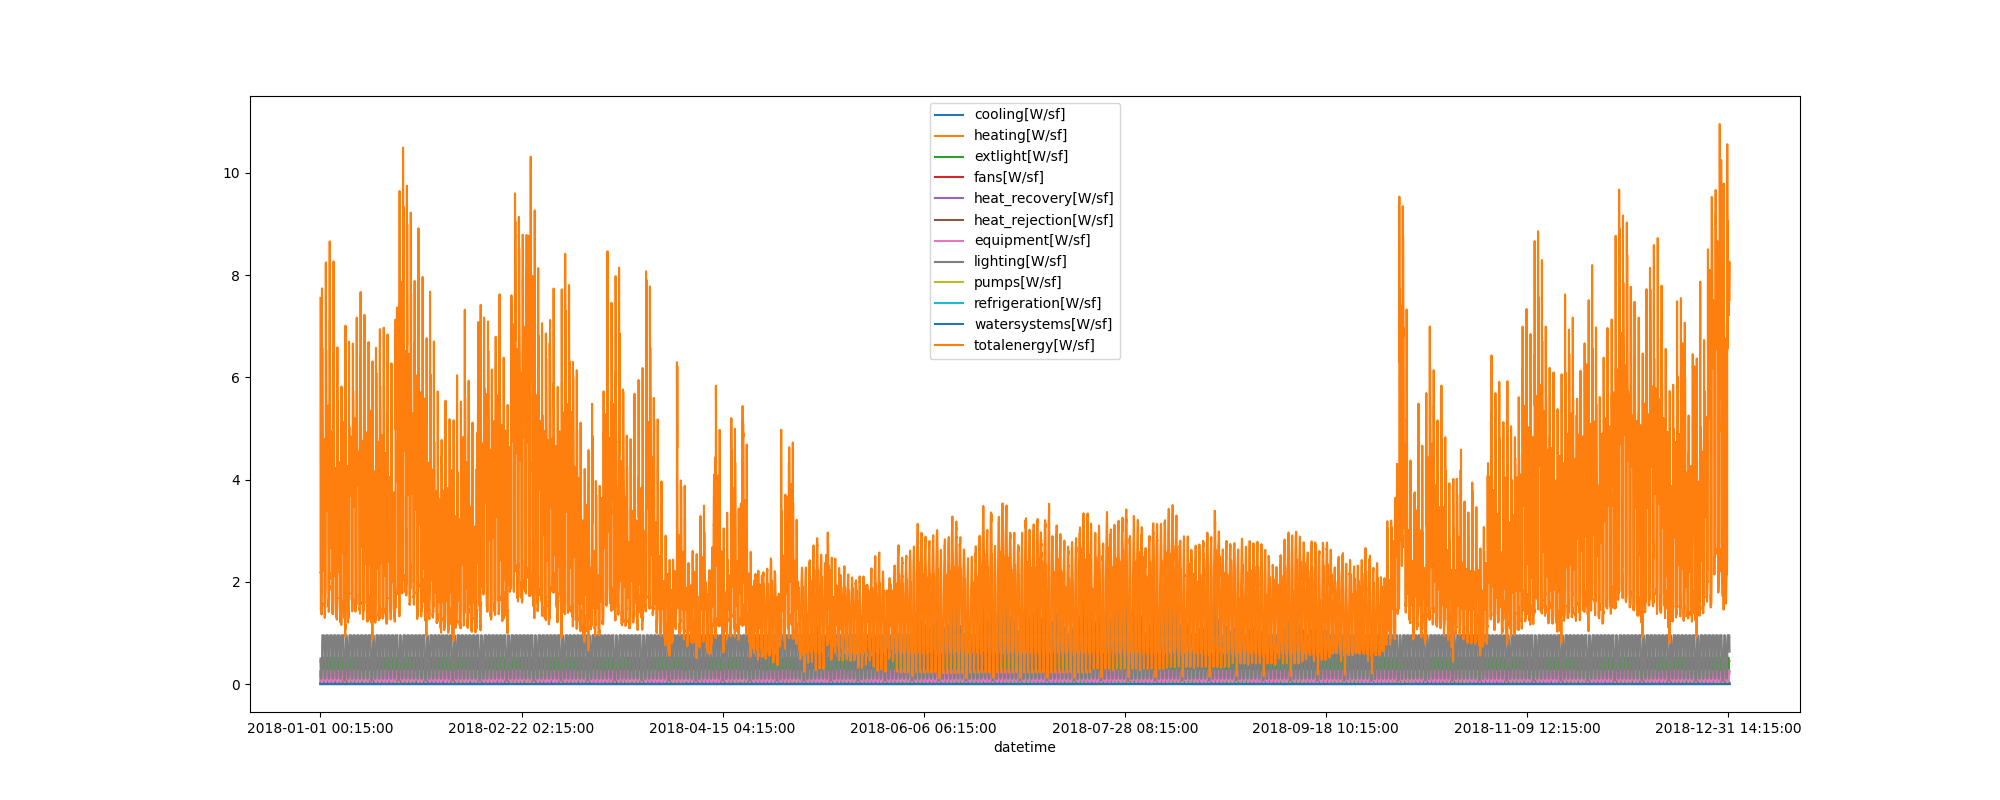 cooling[W/sf]
heating[W/sf]
extlight[W/sf]
fans[W/sf]
heat_recovery[W/sf]
heat_rejection[W/sf]
equipment[W/sf]
lighting[W/sf]
pumps[W/sf]
refrigeration[W/sf]
watersystems[W/sf]
totalenergy[W/sf]
10
8
6
4
2
0
2018-01-01 00:15:00 2018-02-22 02:15:00 2018-04-15 04:15:00 2018-06-06 06:15:00 2018-07-28 08:15:00 2018-09-18 10:15:00 2018-11-09 12:15:00 2018-12-31 14:15:00
datetime